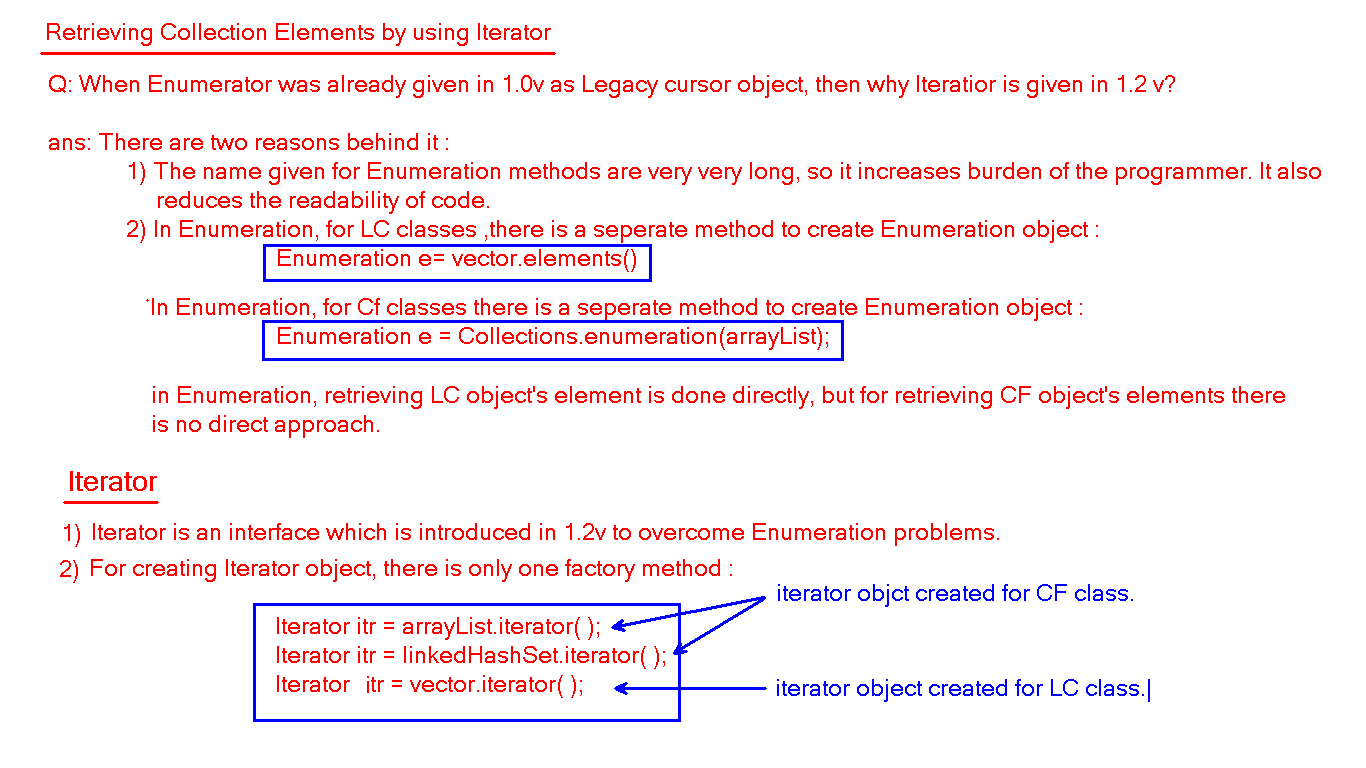 Retrieving Collection Elements by using Iterator
Q: When Enumerator was already given in 1.0v as Legacy cursor object, then why Iteratior is given in 1.2 v?
ans: There are two reasons behind it :
1) The name given for Enumeration methods are very very long, so it increases burden of the programmer. It also
reduces the readability of code.
2) In Enumeration, for LC classes ,there is a seperate method to create Enumeration object :
Enumeration e= vector.elements()
In Enumeration, for Cf classes there is a seperate method to create Enumeration object :
Enumeration e = Collections.enumeration(arrayList);
in Enumeration, retrieving LC object's element is done directly, but for retrieving CF object's elements there
is no direct approach.
Iterator
1) Iterator is an interface which is introduced in 1.2v to overcome Enumeration problems.
2) For creating Iterator object, there is only one factory method :
iterator objct created for CF class.
Iterator itr = arrayList.iterator( );
Iterator itr = linkedHashSet.iterator( );
Iterator itr = vector.iterator( );
iterator object created for LC class.